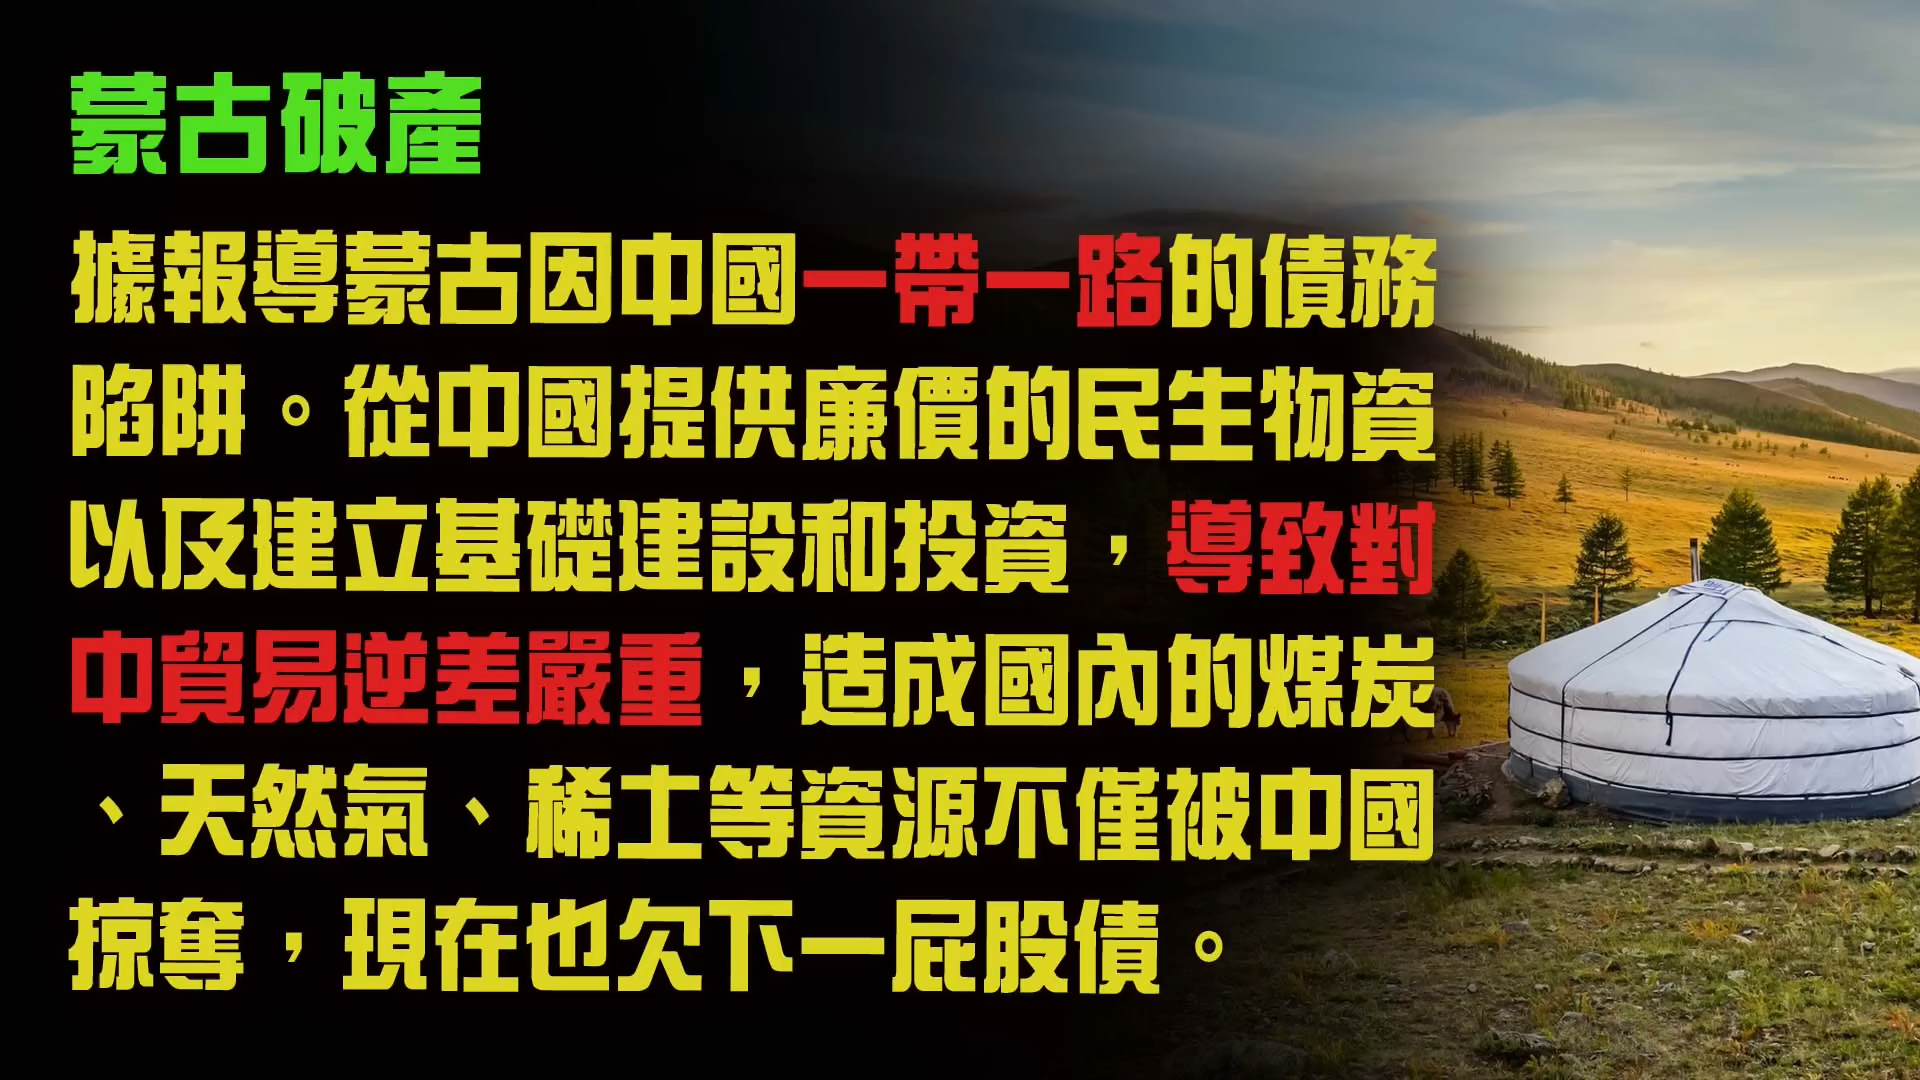 蒙古破產
據報導蒙古因中國一帶一路的債務
陷阱。從中國提供廉價的民生物資
以及建立基礎建設和投資，導致對
中貿易逆差嚴重，造成國內的煤炭
、天然氣、稀土等資源不僅被中國
掠奪，現在也欠下一屁股債。